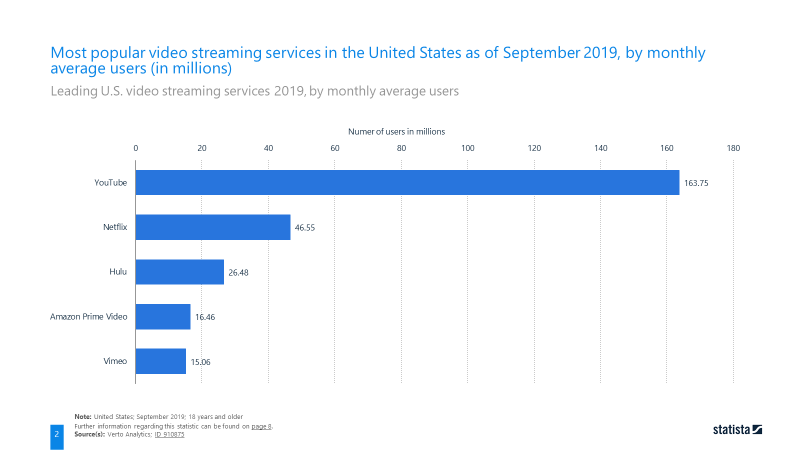 Most popular video streaming services in the United States as of September 2019, by monthly
average users (in millions)
Leading U.S. video streaming services 2019, by monthly average users
Numer of users in millions
0 20 40 60 80 100 120 140 160 180
YouTube 163.75
Netflix 46.55
Hulu 26.48
Amazon Prime Video 16.46
Vimeo 15.06
Note: United States; September 2019; 18 years and older
Further information regarding this statistic can be found on page 8.
2 Source(s): Verto Analytics; ID 910875
statista